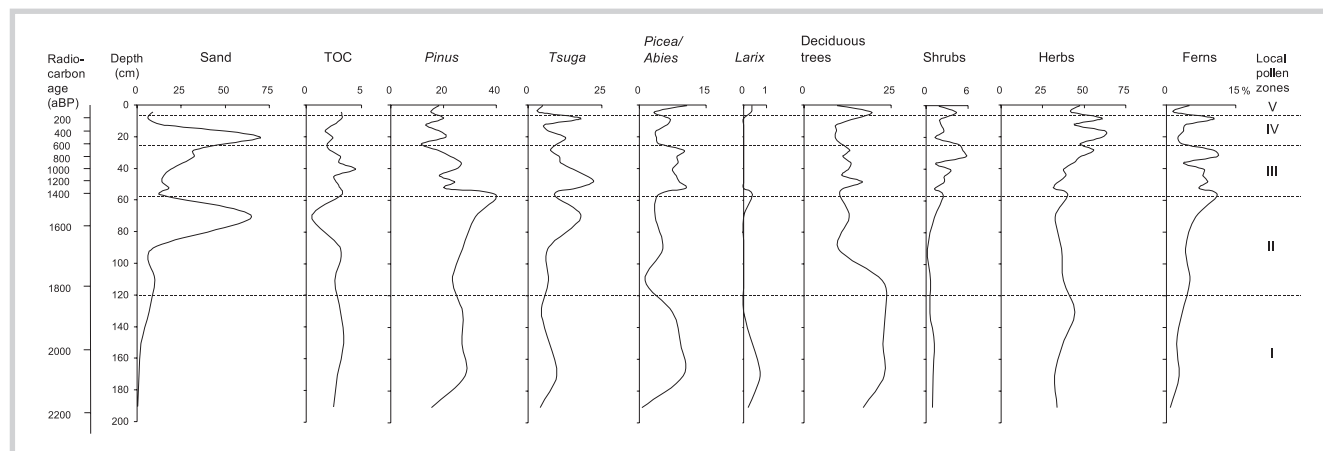 Radio-
carbon
age
(aBP)
Depth
(cm)
Sand
TOC
Pinus
Tsuga
Picea/
Abies
Larix
Deciduous
trees
Shrubs
Herbs
Ferns
Local
pollen
zones
0 25 50 75
0 5
0 20 40
0 25
0 15
0 1
0 25
0 6
0 25 50 75
0 15 %
200
400
600
800
1000
1200
1400
1600
1800
2000
2200
0
20
40
60
80
100
120
140
160
180
200
V
IV
III
II
I